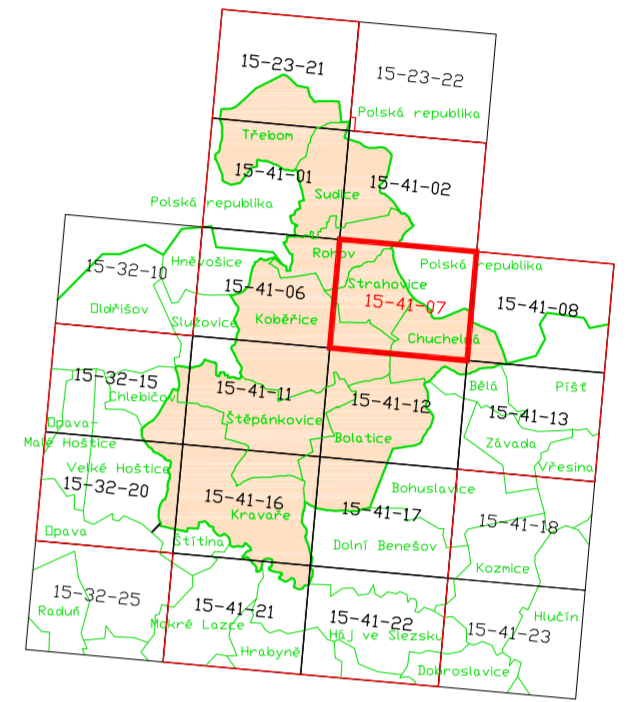 15-23-21
15-23-22
Polská republika
Třebom
15-41-01
15-41-02
Sudice
Polská republika
Rohov
Hněvošice
Polská republika
15-32-10
15-41-06
Strahovice
15-41-07
15-41-08
Oldřišov
Služovice
Kobeřice
Chuchelná
15-32-15
15-41-11
15-41-12
Bělá
Píšť
Chlebičov
Štěpánkovice
15-41-13
Opava-
Malé Hoštice
Bolatice
Závada
Velké Hoštice
Vřesina
15-32-20
15-41-16
Bohuslavice
Kravaře
15-41-17
15-41-18
Opava
Štítina
Dolní Benešov
Kozmice
15-32-25
15-41-21
15-41-22
Hlučín
Raduň
Mokré Lazce
Háj ve Slezsku
15-41-23
Hrabyně
Dobroslavice